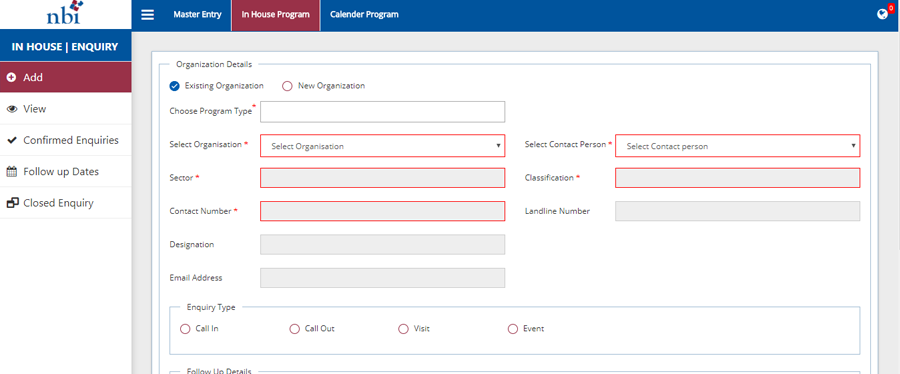 nbi
Master Entry
In House Program
Calender Program
0
IN HOUSE | ENQUIRY
Add
View
Confirmed Enquiries
Follow up Dates
Closed Enquiry
Organization Details
Existing Organization
New Organization
Choose Program Type*
Select Organisation *
Select Organisation
Select Contact Person *
Select Contact person
Sector *
Classification *
Contact Number *
Landline Number
Designation
Email Address
Enquiry Type
Call In
Call Out
Visit
Event
Follow Up Details